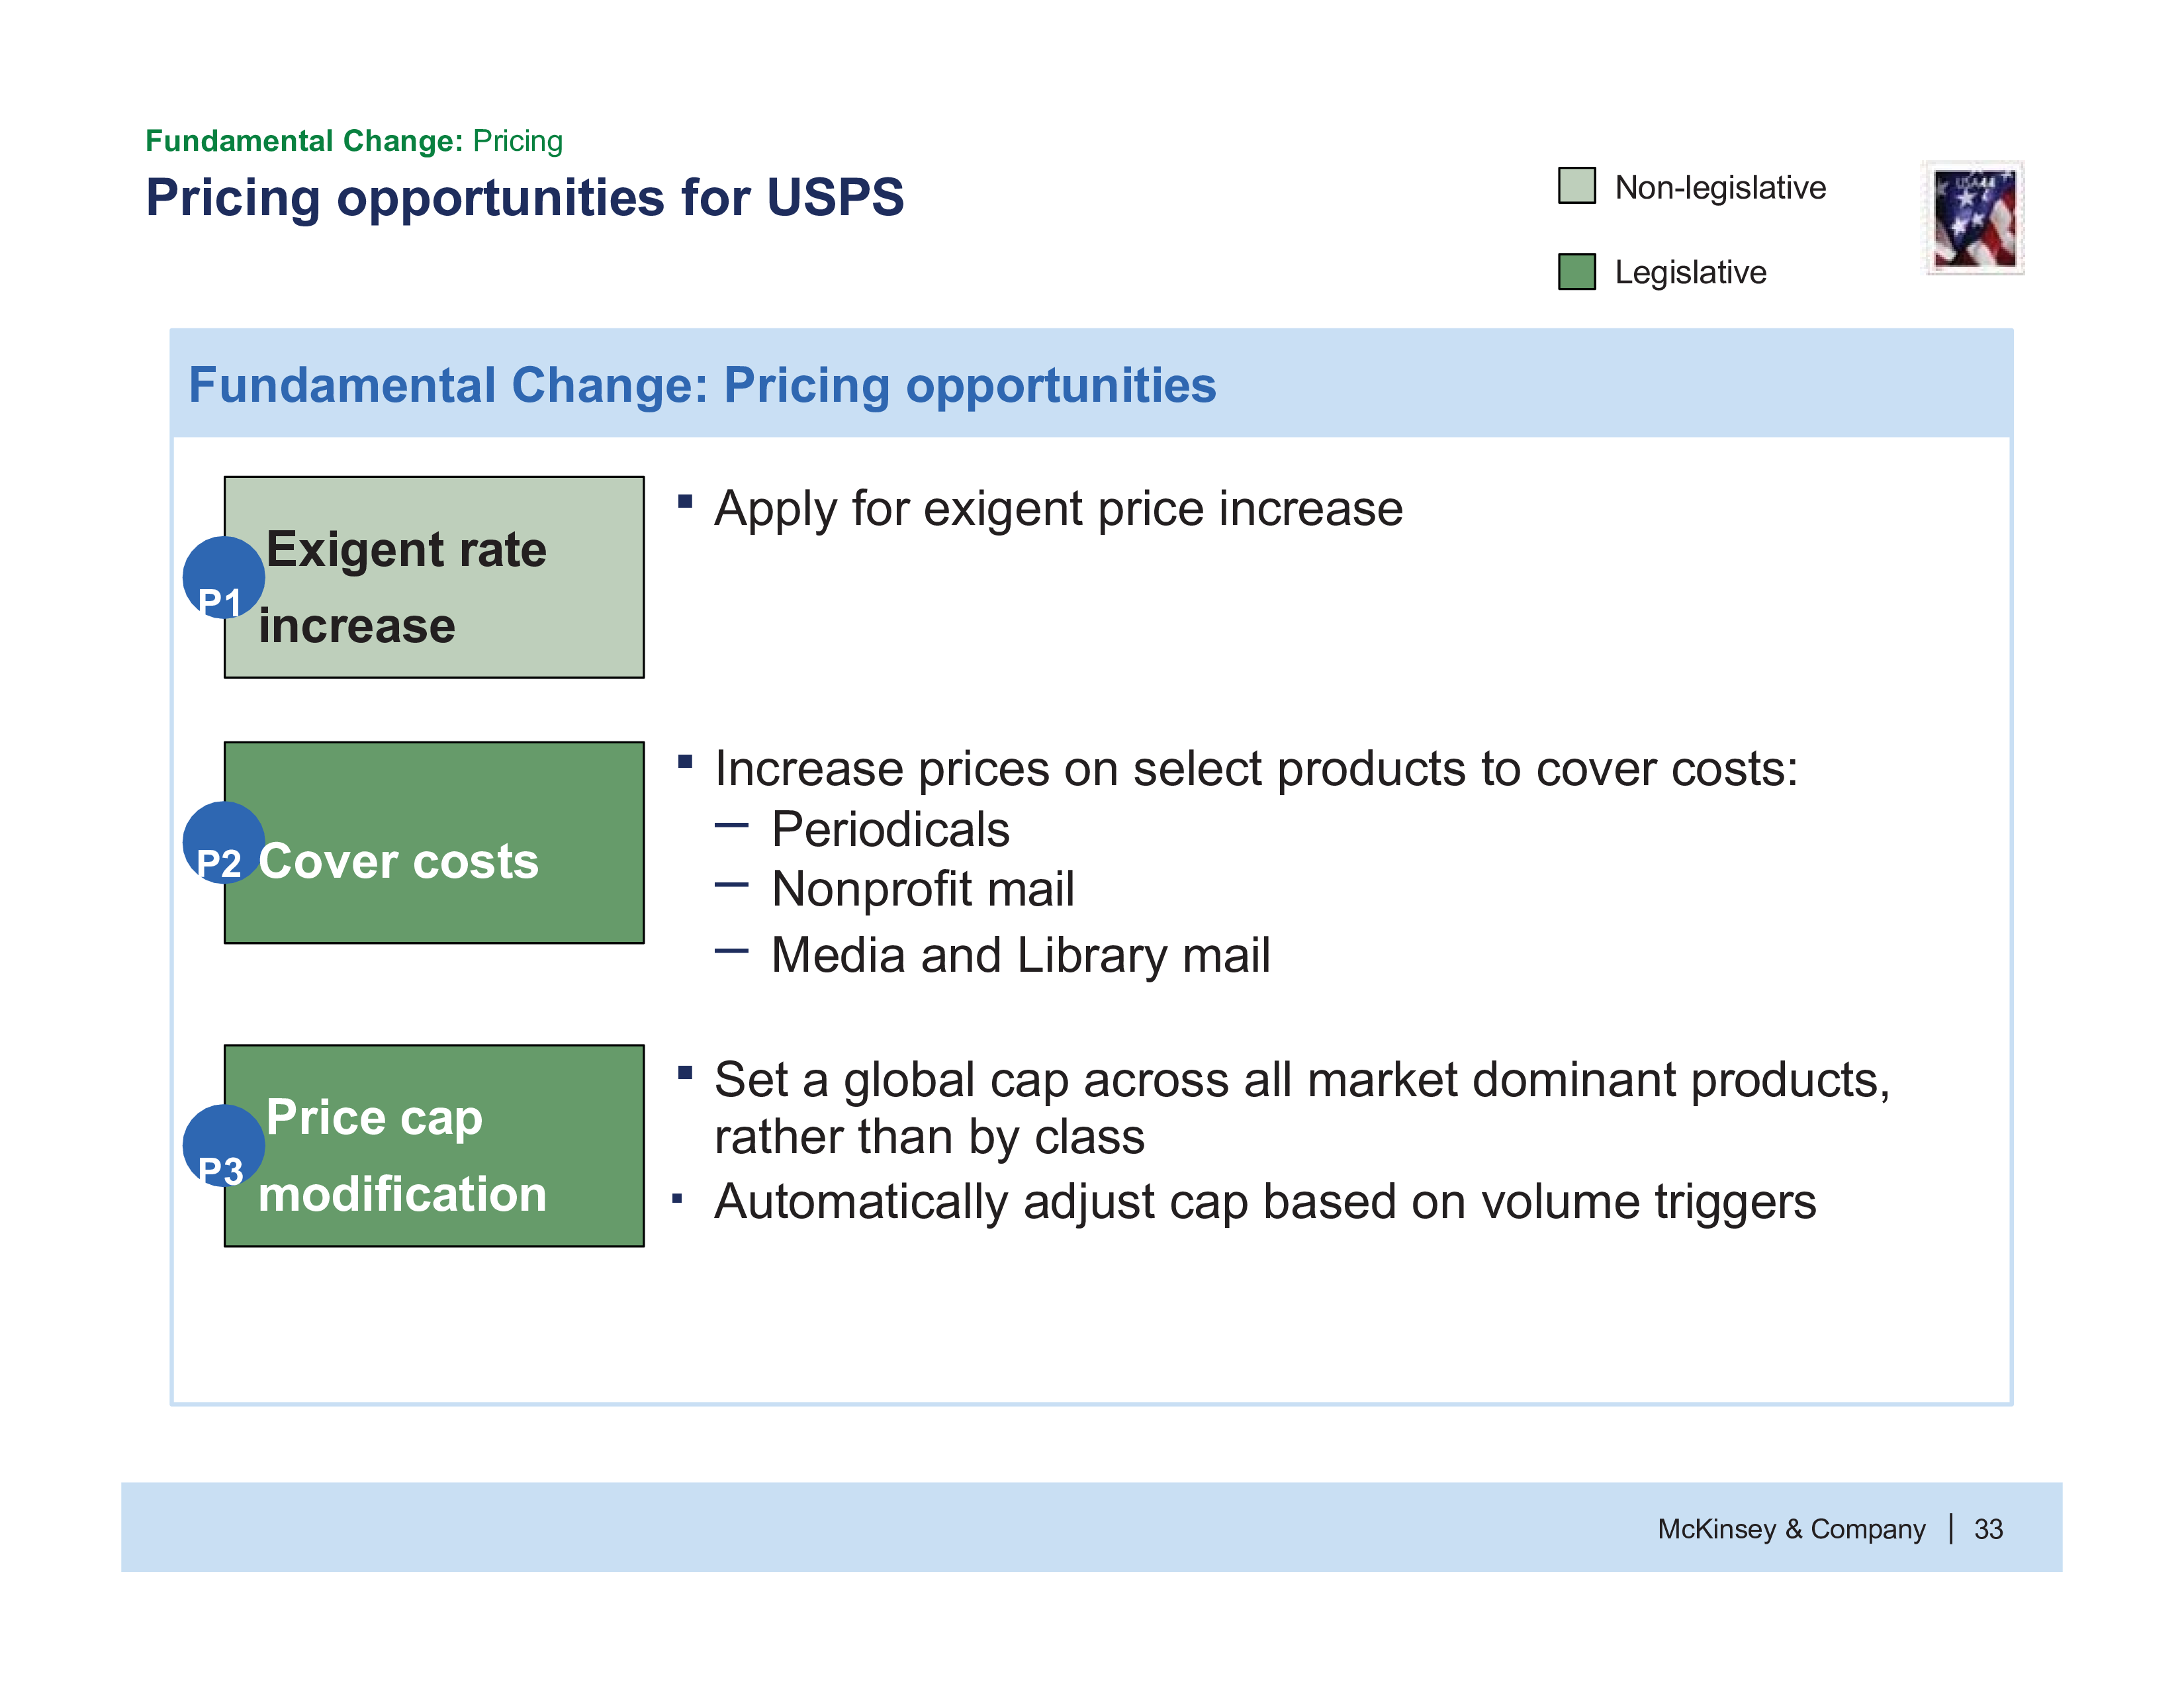 Fundamental Change: Pricing
Pricing opportunities for USPS
Non-legislative
Legislative
USA44
Fundamental Change: Pricing opportunities
P1
Exigent rate
increase
▪ Apply for exigent price increase
P2
Cover costs
▪ Increase prices on select products to cover costs:
– Periodicals
– Nonprofit mail
– Media and Library mail
P3
Price cap
modification
▪ Set a global cap across all market dominant products,
rather than by class
▪ Automatically adjust cap based on volume triggers
McKinsey & Company | 33